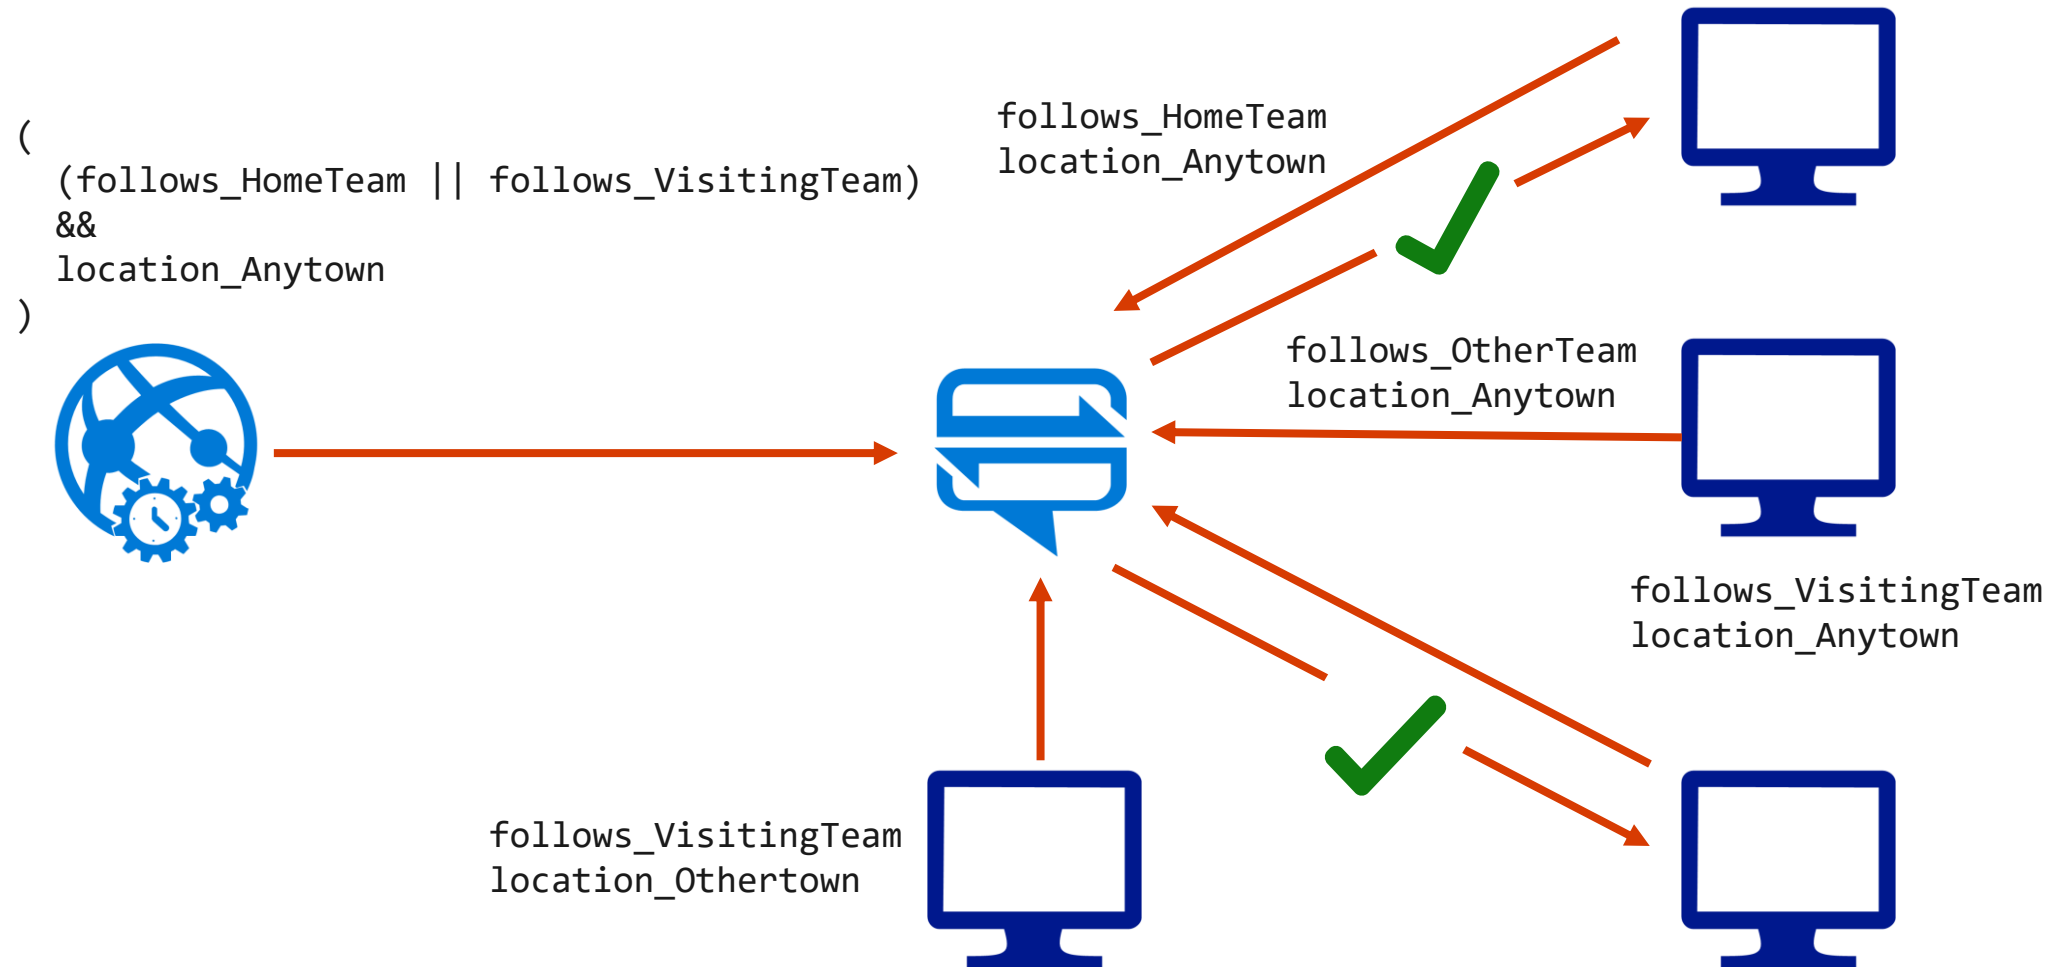 (
(follows_HomeTeam || follows_VisitingTeam)
&&
location_Anytown
)
follows_HomeTeam
location_Anytown
follows_OtherTeam
location_Anytown
follows_VisitingTeam
location_Anytown
follows_VisitingTeam
location_Othertown